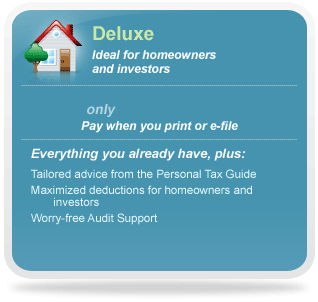 Deluxe
Ideal for homeowners
and investors
only
Pay when you print or e-file
Everything you already have, plus:
Tailored advice from the Personal Tax Guide
Maximized deductions for homeowners and
investors
Worry-free Audit Support